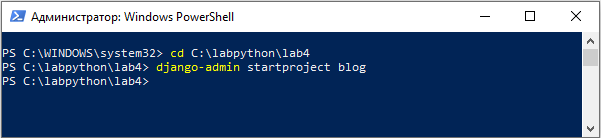 Администратор: Windows PowerShell
PS C:\WINDOWS\system32> cd C:\labpython\lab4
PS C:\labpython\lab4> django-admin startproject blog
PS C:\labpython\lab4>